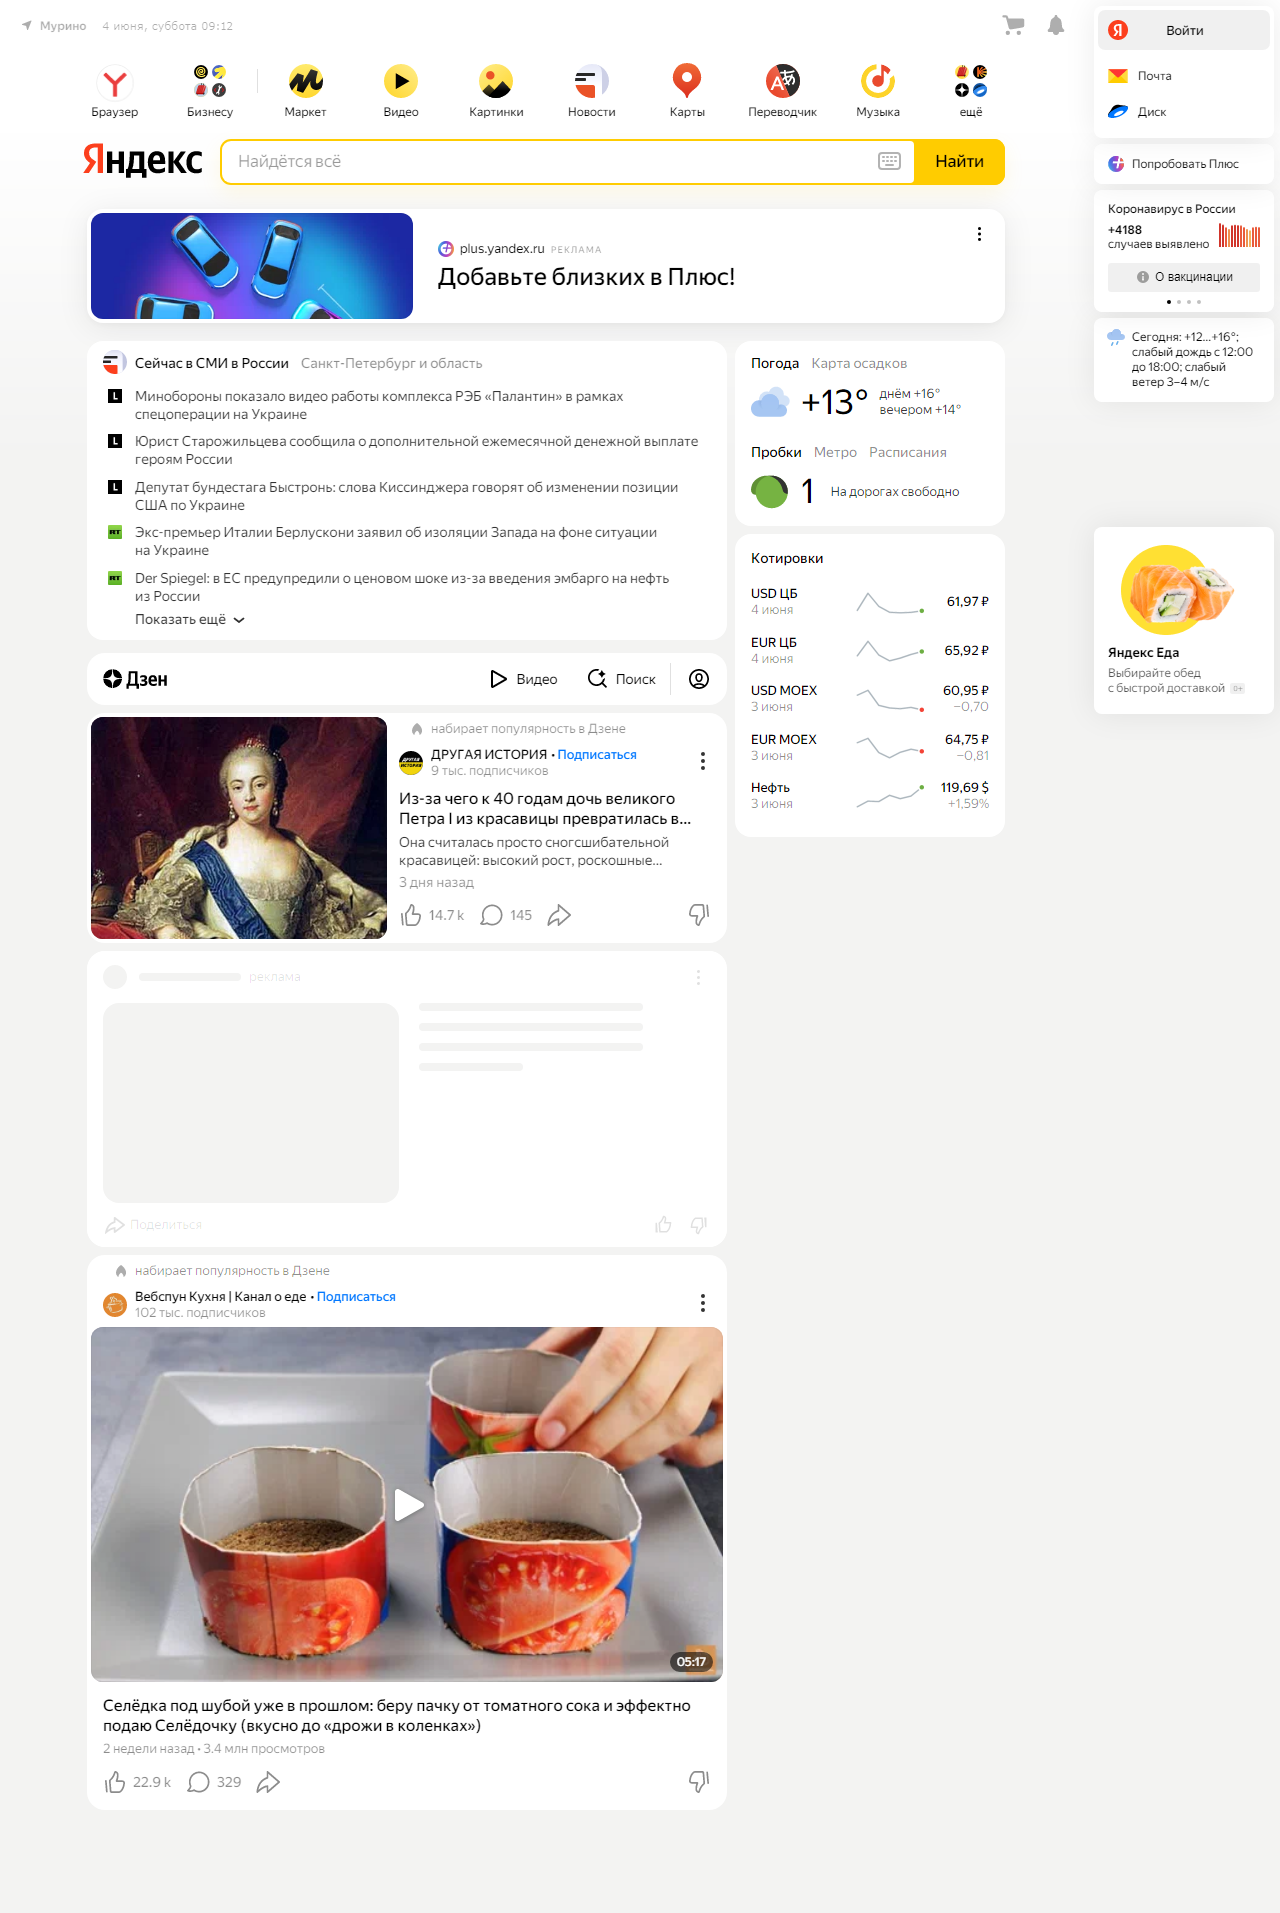 Мурино 4 июня, суббота 09:12
Браузер
Бизнесу
Маркет
Видео
Картинки
Новости
Карты
Переводчик
Музыка
ещё
Яндекс
Найдётся всё
Найти
plus.yandex.ru РЕКЛАМА
Добавьте близких в Плюс!
Сейчас в СМИ в России Санкт-Петербург и область
Минобороны показало видео работы комплекса РЭБ «Палантин» в рамках
спецоперации на Украине
Юрист Старожильцева сообщила о дополнительной ежемесячной денежной выплате
героям России
Депутат бундестага Быстронь: слова Киссинджера говорят об изменении позиции
США по Украине
RT
Экс-премьер Италии Берлускони заявил об изоляции Запада на фоне ситуации
на Украине
RT
Der Spiegel: в ЕС предупредили о ценовом шоке из-за введения эмбарго на нефть
из России
Показать ещё
Дзен
Видео
Поиск
набирает популярность в Дзене
ДРУГАЯ ИСТОРИЯ • Подписаться
9 тыс. подписчиков
Из-за чего к 40 годам дочь великого
Петра I из красавицы превратилась в...
Она считалась просто сногсшибательной
красавицей: высокий рост, роскошные...
3 дня назад
14.7 k
145
реклама
Поделиться
набирает популярность в Дзене
Вебспун Кухня | Канал о еде • Подписаться
102 тыс. подписчиков
05:17
Селёдка под шубой уже в прошлом: беру пачку от томатного сока и эффектно
подаю Селёдочку (вкусно до «дрожи в коленках»)
2 недели назад • 3.4 млн просмотров
22.9 k
329
Погода Карта осадков
+13°
днём +16°
вечером +14°
Пробки Метро Расписания
1
На дорогах свободно
Котировки
USD ЦБ
4 июня
61,97 ₽
EUR ЦБ
4 июня
65,92 ₽
USD MOEX
3 июня
60,95 ₽
−0,70
EUR MOEX
3 июня
64,75 ₽
−0,81
Нефть
3 июня
119,69 $
+1,59%
Войти
Почта
Диск
Попробовать Плюс
Коронавирус в России
+4188
случаев выявлено
О вакцинации
Сегодня: +12...+16°;
слабый дождь с 12:00
до 18:00; слабый
ветер 3–4 м/с
Яндекс Еда
Выбирайте обед
с быстрой доставкой 0+